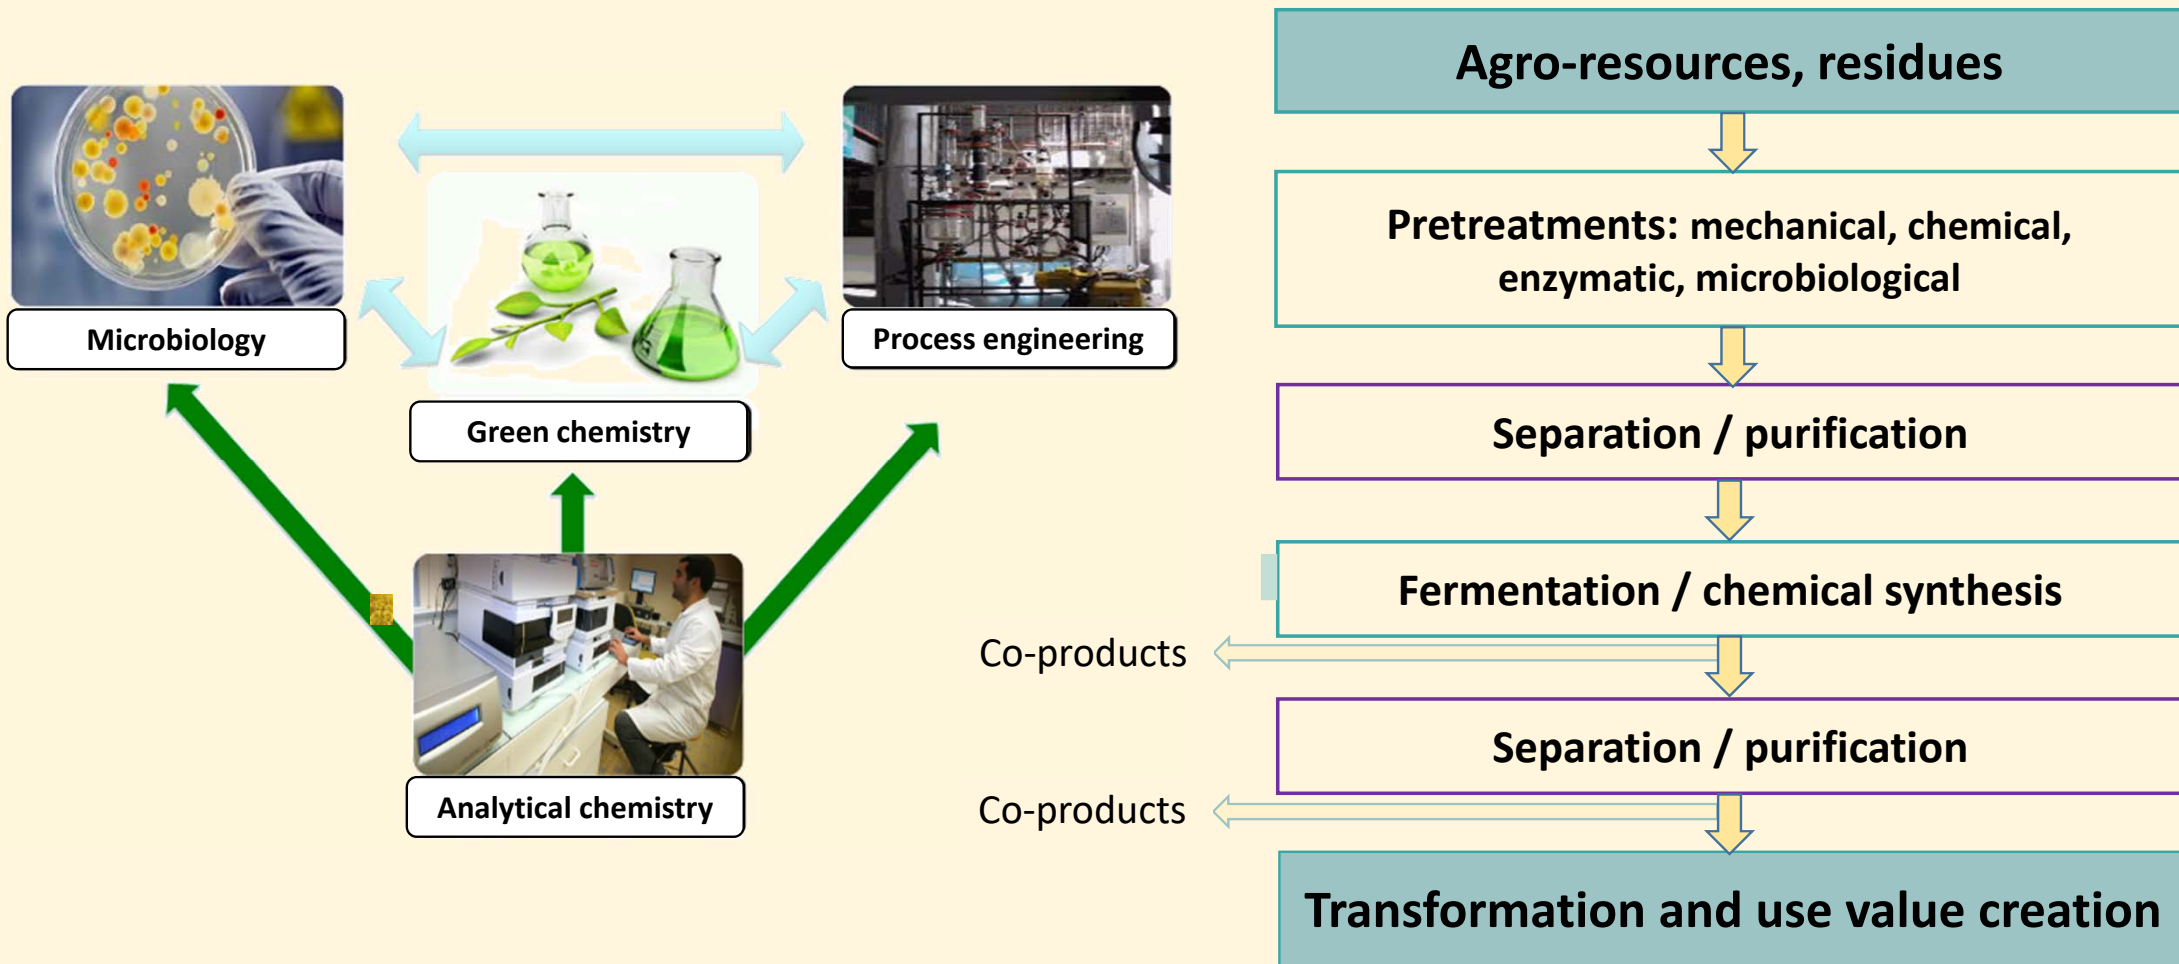 Microbiology
Process engineering
Green chemistry
Analytical chemistry
Agro-resources, residues
Pretreatments: mechanical, chemical,
enzymatic, microbiological
Separation / purification
Fermentation / chemical synthesis
Co-products
Separation / purification
Co-products
Transformation and use value creation